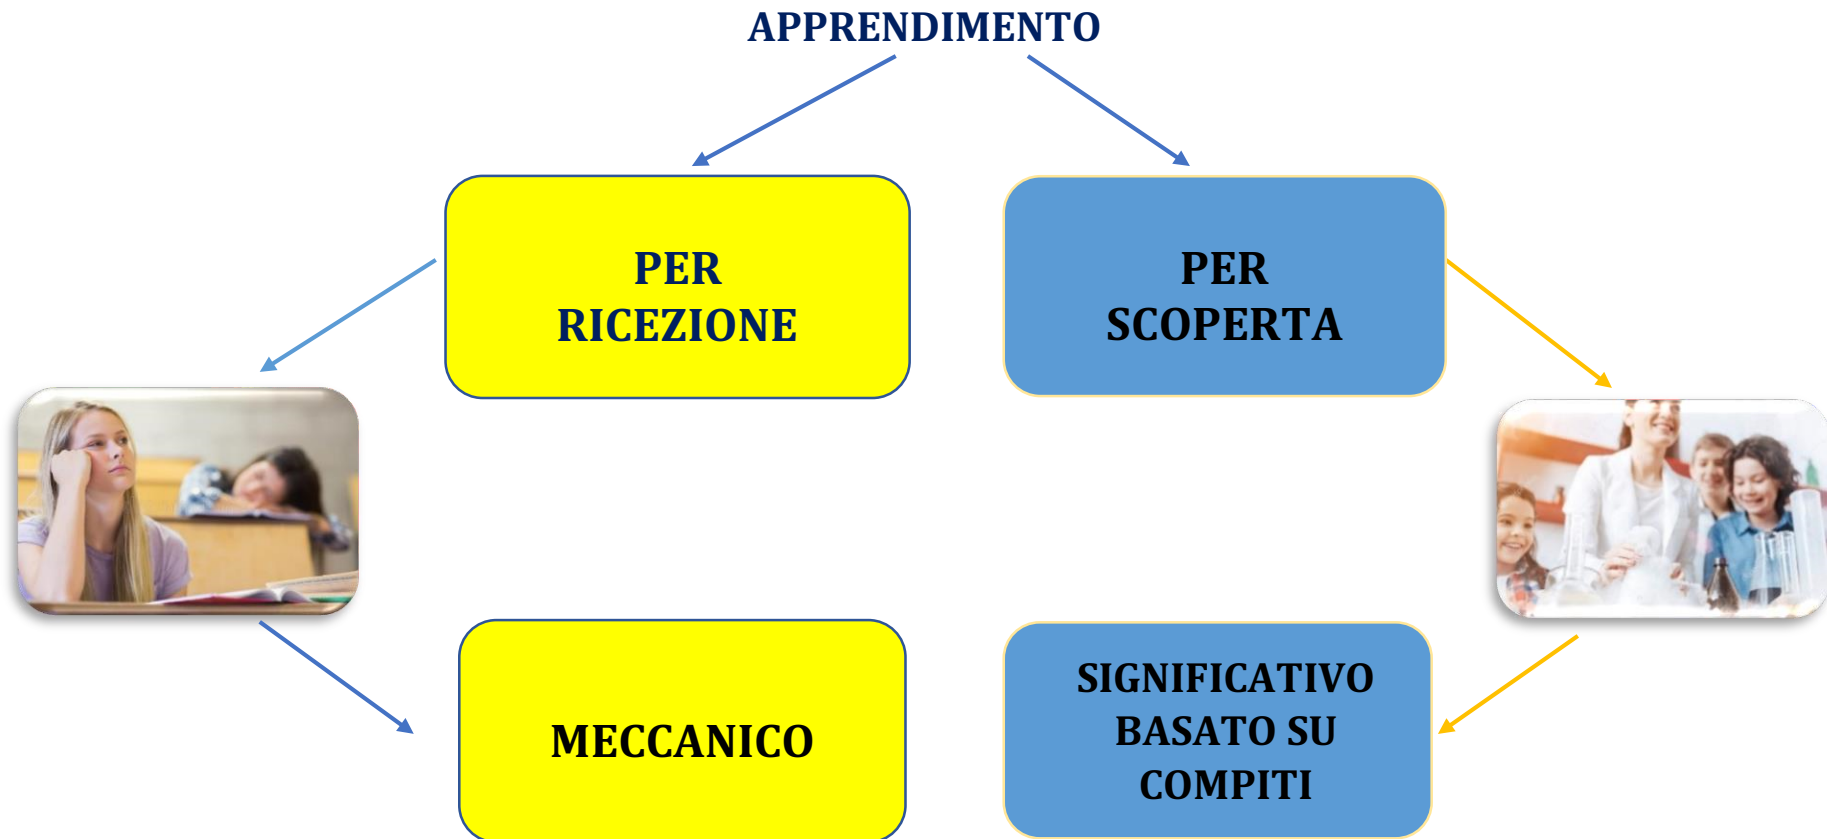 APPRENDIMENTO
PER
RICEZIONE
PER
SCOPERTA
MECCANICO
SIGNIFICATIVO
BASATO SU
COMPITI